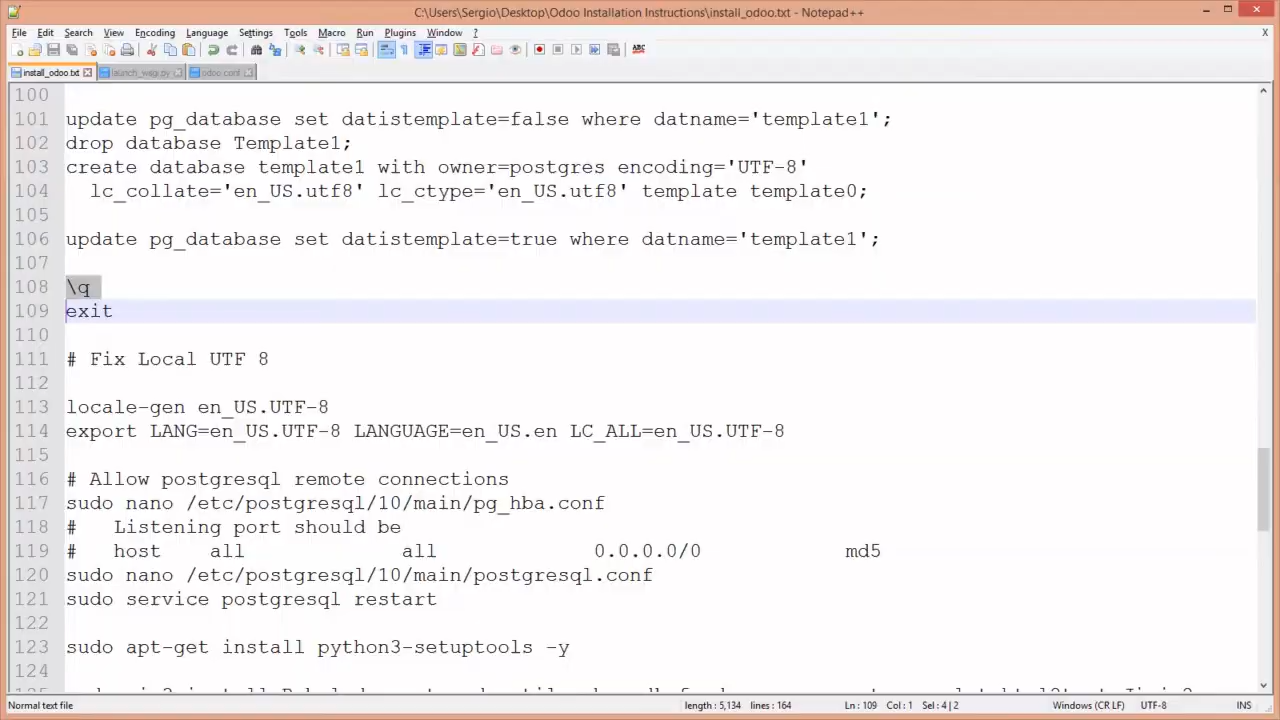 C:\Users\Sergio\Desktop\Odoo Installation Instructions\install_odoo.txt - Notepad++
File Edit Search View Encoding Language Settings Tools Macro Run Plugins Window ? X
install_odoo.txt launch_wsgi.py odoo.conf
100
101 update pg_database set datistemplate=false where datname='template1';
102 drop database Template1;
103 create database template1 with owner=postgres encoding='UTF-8'
104 lc_collate='en_US.utf8' lc_ctype='en_US.utf8' template template0;
105
106 update pg_database set datistemplate=true where datname='template1';
107
108 \q
109 exit
110
111 # Fix Local UTF 8
112
113 locale-gen en_US.UTF-8
114 export LANG=en_US.UTF-8 LANGUAGE=en_US.en LC_ALL=en_US.UTF-8
115
116 # Allow postgresql remote connections
117 sudo nano /etc/postgresql/10/main/pg_hba.conf
118 # Listening port should be
119 # host all all 0.0.0.0/0 md5
120 sudo nano /etc/postgresql/10/main/postgresql.conf
121 sudo service postgresql restart
122
123 sudo apt-get install python3-setuptools -y
124
Normal text file length : 5,134 lines : 164 Ln : 109 Col : 1 Sel : 4 | 2 Windows (CR LF) UTF-8 INS